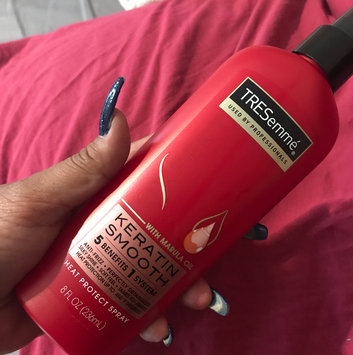 TRESemmé®
USED BY PROFESSIONALS
WITH MARULA OIL
KERATIN
SMOOTH
5 BENEFITS 1 SYSTEM
HEAT PROTECT SPRAY
8 FL OZ (236mL)